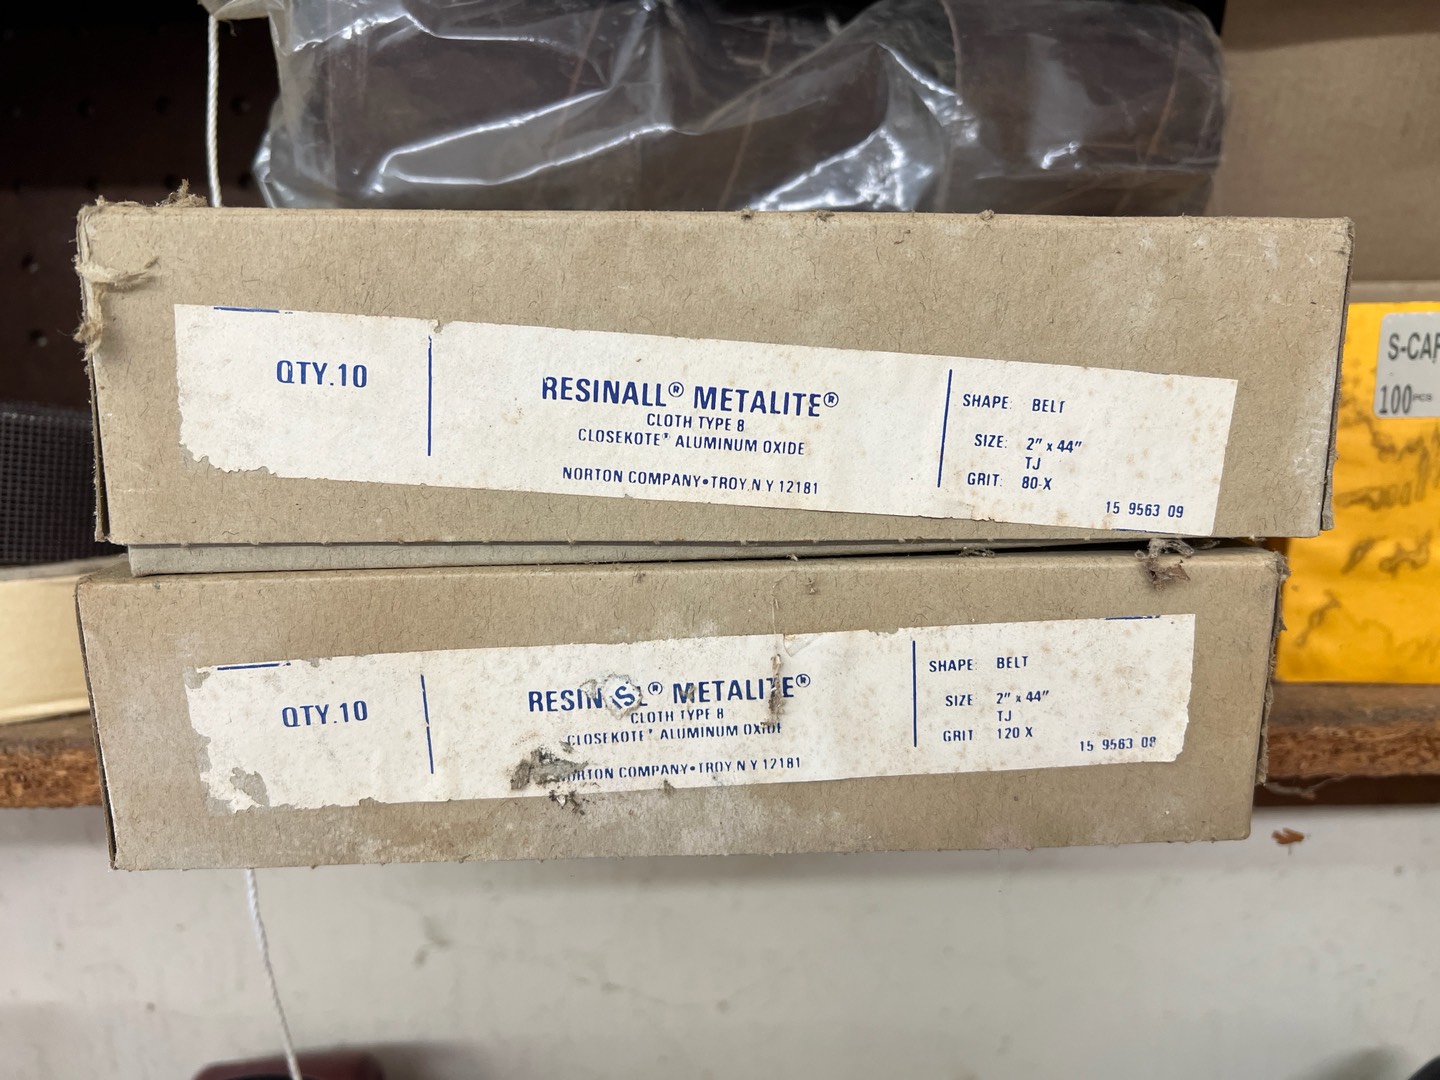 QTY.10
RESINALL® METALITE®
CLOTH TYPE 8
CLOSEKOTE® ALUMINUM OXIDE
NORTON COMPANY•TROY, N Y 12181
SHAPE: BELT
SIZE: 2" x 44"
TJ
GRIT: 80-X
15 9563 09
QTY.10
METALITE®
CLOTH TYPE 8
CLOSEKOTE® ALUMINUM OXIDE
COMPANY•TROY, N Y 12181
SHAPE: BELT
SIZE 2" x 44"
TJ
GRIT 120 X
15 9563 08
100PCS